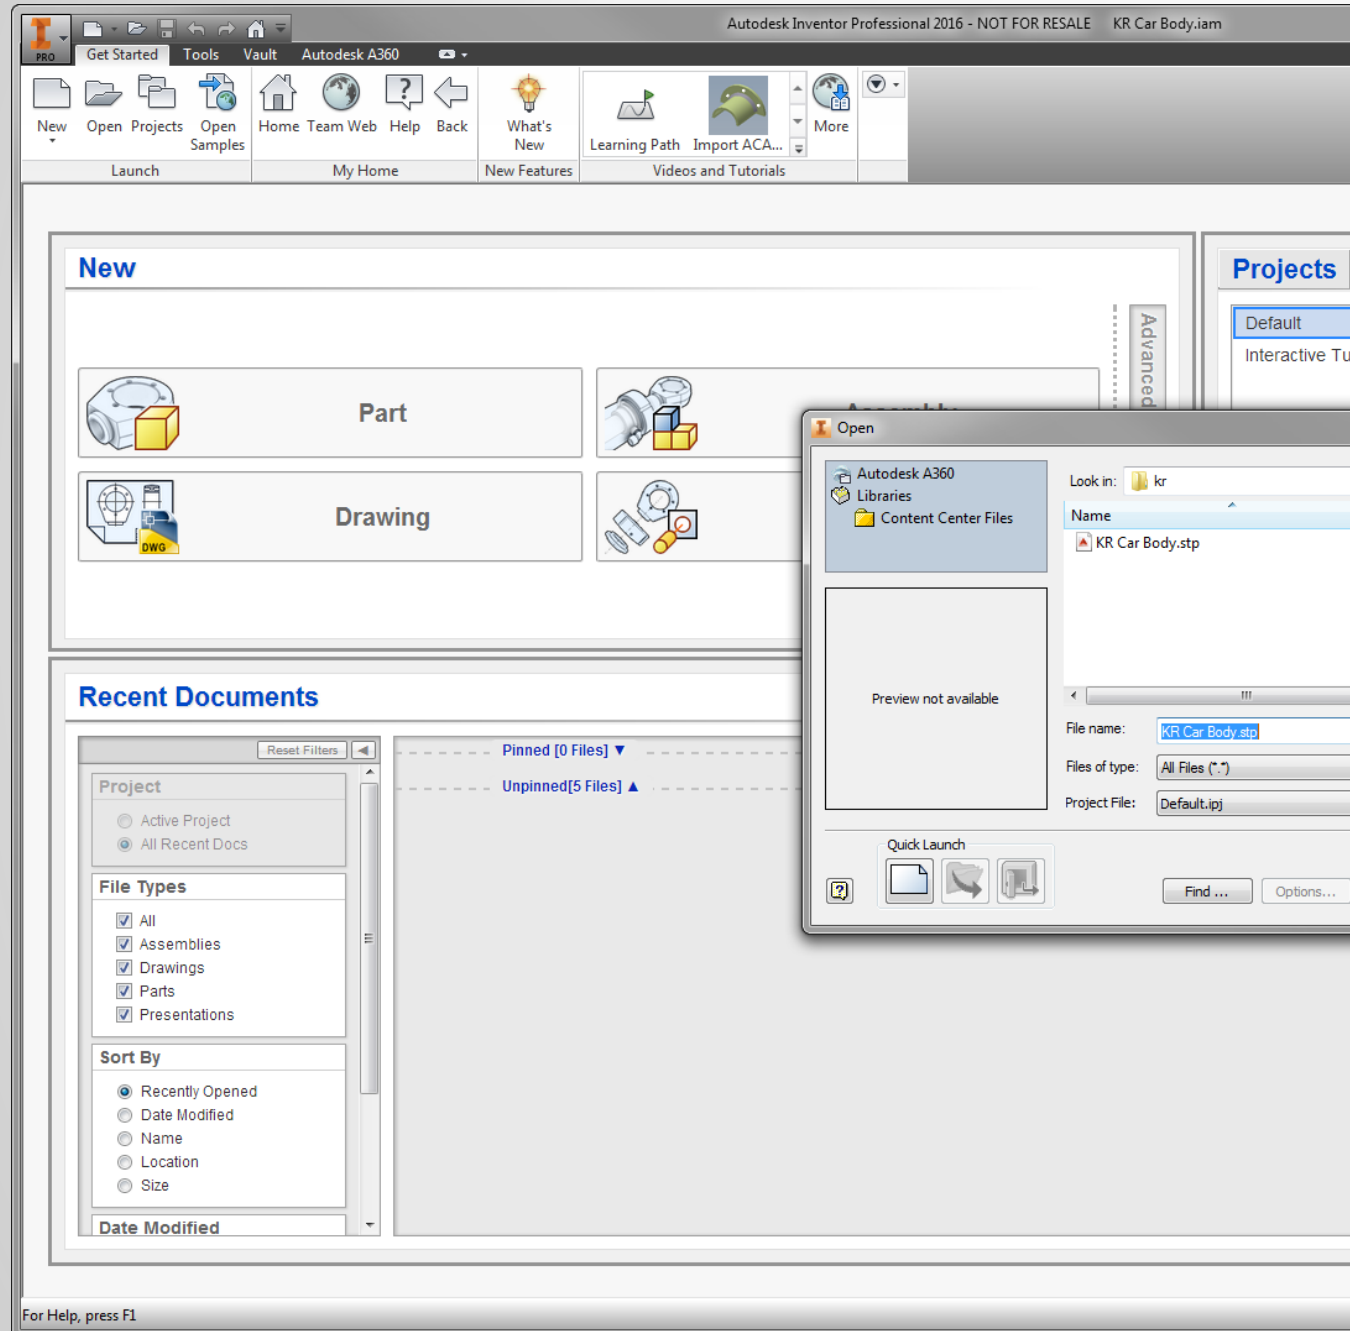 Autodesk Inventor Professional 2016 - NOT FOR RESALE KR Car Body.iam
PRO
Get Started Tools Vault Autodesk A360
New Open Projects Open Samples Home Team Web Help Back What's New Learning Path Import ACA... More
Launch My Home New Features Videos and Tutorials
New
Projects
Advanced
Default
Interactive Tu
Part
Drawing
DWG
Open
Autodesk A360
Libraries
Content Center Files
Look in: kr
Name
KR Car Body.stp
Preview not available
File name: KR Car Body.stp
Files of type: All Files (*.*)
Project File: Default.ipj
Quick Launch
Find ... Options...
Recent Documents
Reset Filters
Pinned [0 Files] ▼
Unpinned[5 Files] ▲
Project
Active Project
All Recent Docs
File Types
All
Assemblies
Drawings
Parts
Presentations
Sort By
Recently Opened
Date Modified
Name
Location
Size
Date Modified
For Help, press F1